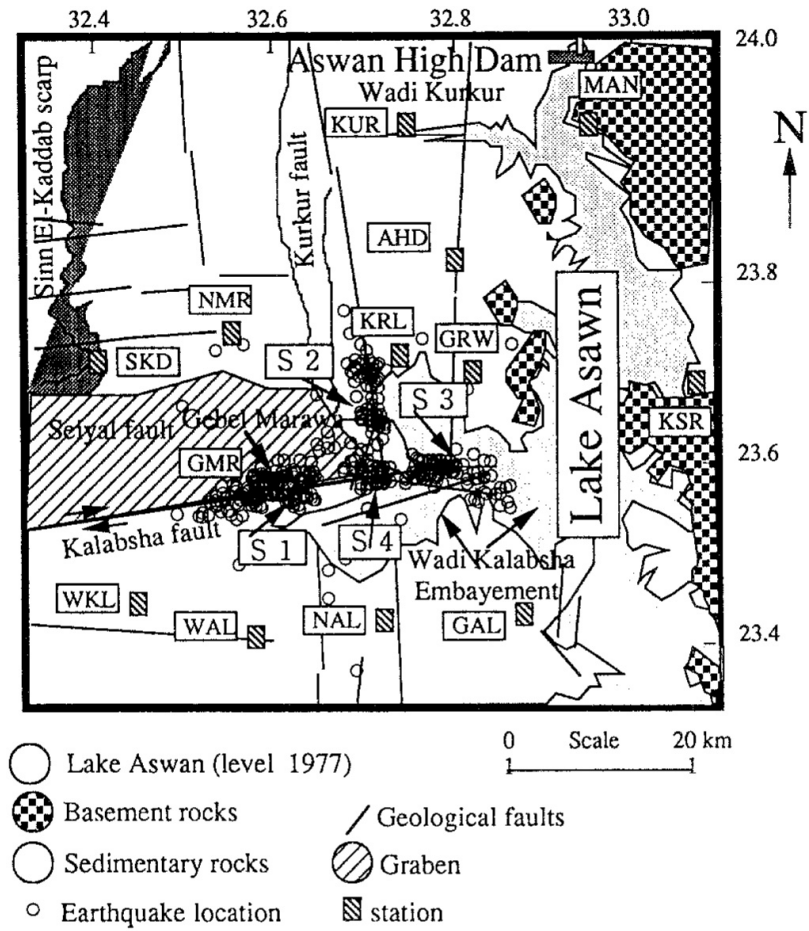 32.4 32.6 32.8 33.0
24.0
Aswan High Dam
MAN
Wadi Kurkur
KUR
N
Sinn El-Kaddab scarp
Kurkur fault
AHD
23.8
NMR
KRL
GRW
SKD
S 2
S 3
Lake Asawn
KSR
Seiyal fault
Gebel Marawa
23.6
GMR
Kalabsha fault
S 1
S 4
Wadi Kalabsha
Embayement
WKL
WAL
NAL
GAL
23.4
0 Scale 20 km
Lake Aswan (level 1977)
Basement rocks
Geological faults
Sedimentary rocks
Graben
Earthquake location
station